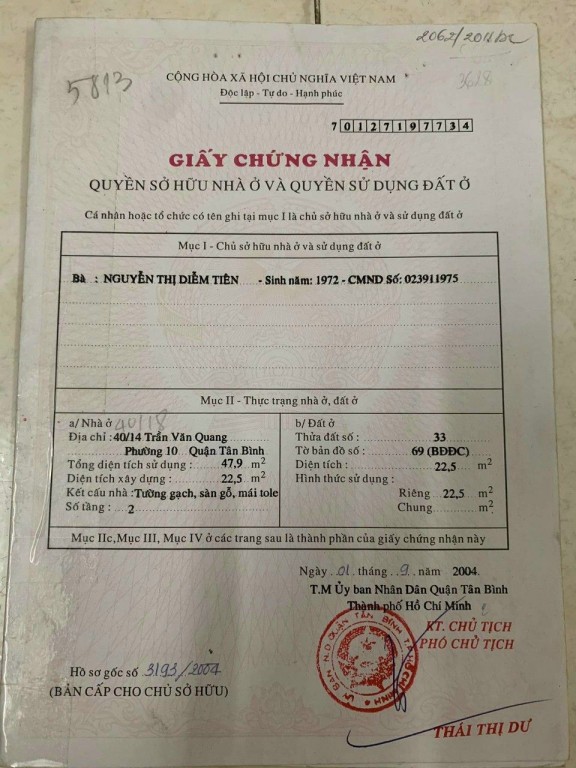 2062/2011bc
5813
3618
CỘNG HÒA XÃ HỘI CHỦ NGHĨA VIỆT NAM
Độc lập - Tự do - Hạnh phúc
70127197734
GIẤY CHỨNG NHẬN
QUYỀN SỞ HỮU NHÀ Ở VÀ QUYỀN SỬ DỤNG ĐẤT Ở
Cá nhân hoặc tổ chức có tên ghi tại mục I là chủ sở hữu nhà ở và sử dụng đất ở
Mục I - Chủ sở hữu nhà ở và sử dụng đất ở
Bà : NGUYỄN THỊ DIỄM TIÊN - Sinh năm: 1972 - CMND Số: 023911975
Mục II - Thực trạng nhà ở, đất ở
a/ Nhà ở 40/18
Địa chỉ : 40/14 Trần Văn Quang
Phường 10 Quận Tân Bình
Tổng diện tích sử dụng : 47,9 m2
Diện tích xây dựng : 22,5 m2
Kết cấu nhà : Tường gạch, sàn gỗ, mái tole
Số tầng : 2
b/ Đất ở
Thửa đất số : 33
Tờ bản đồ số : 69 (BĐĐC)
Diện tích : 22,5 m2
Hình thức sử dụng :
Riêng 22,5 m2
Chung m2
Mục IIc, Mục III, Mục IV ở các trang sau là thành phần của giấy chứng nhận này
Ngày 01 tháng 9 năm 2004
T.M Ủy ban Nhân Dân Quận Tân Bình
Thành phố Hồ Chí Minh
KT. CHỦ TỊCH
PHÓ CHỦ TỊCH
Hồ sơ gốc số 3193/2004
(BẢN CẤP CHO CHỦ SỞ HỮU)
THÁI THỊ DƯ